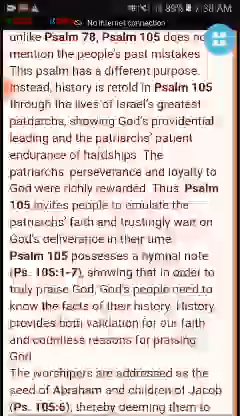 89% 7:38 AM
No Internet connection
unlike Psalm 78, Psalm 105 does no
mention the people's past mistakes
This psalm has a different purpose.
Instead, history is retold in Psalm 105
through the lives of Israel's greatest
patriarchs, showing God's providential
leading and the patriarchs' patient
endurance of hardships. The
patriarchs' perseverance and loyalty to
God were richly rewarded. Thus, Psalm
105 invites people to emulate the
patriarchs' faith and trustingly wait on
God's deliverance in their time.
Psalm 105 possesses a hymnal note
(Ps. 105:1-7), showing that in order to
truly praise God, God's people need to
know the facts of their history. History
provides both validation for our faith
and countless reasons for praising
God.
The worshipers are addressed as the
seed of Abraham and children of Jacob
(Ps. 105:6), thereby deeming them to